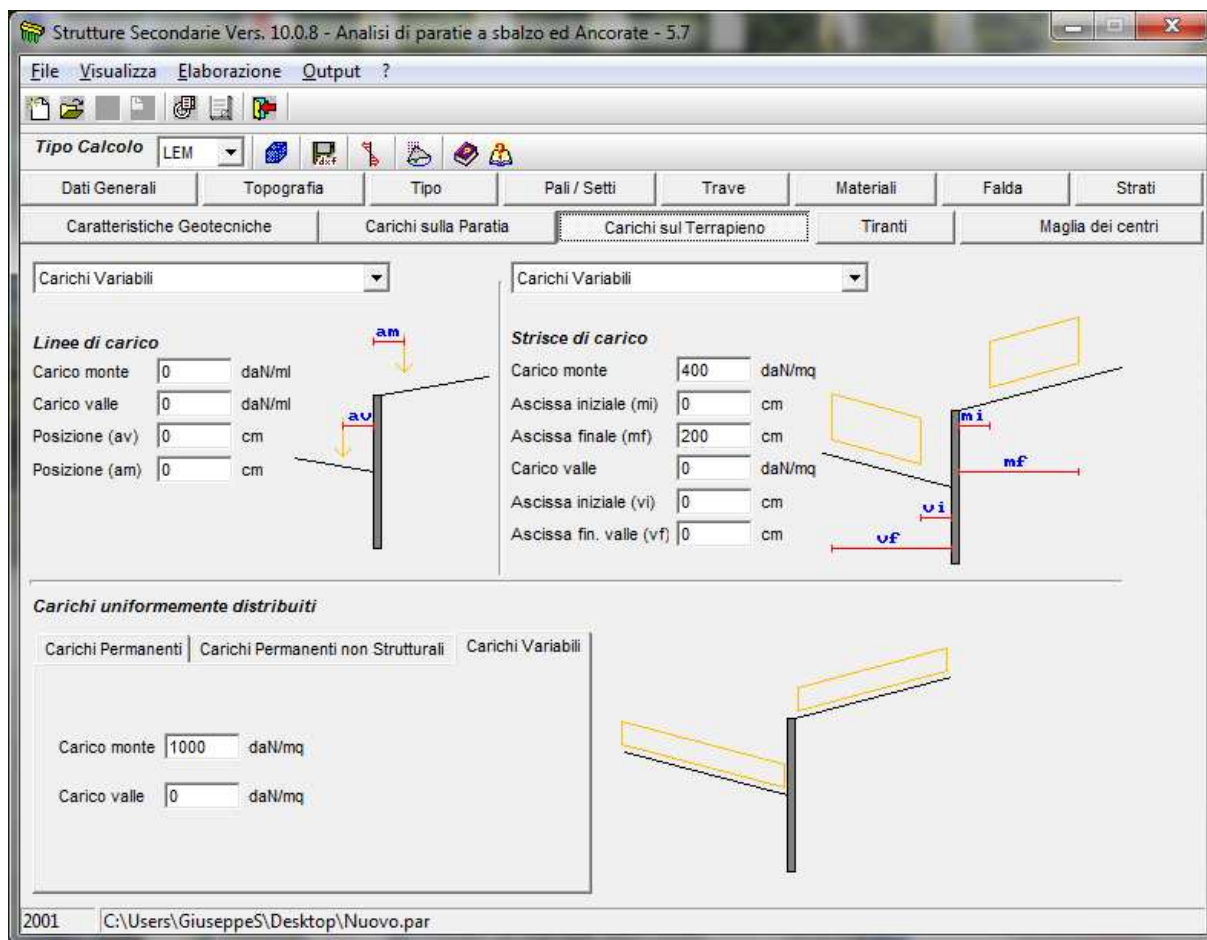 Strutture Secondarie Vers. 10.0.8 - Analisi di paratie a sbalzo ed Ancorate - 5.7
File Visualizza Elaborazione Output ?
Tipo Calcolo LEM dxf
Dati Generali Topografia Tipo Pali / Setti Trave Materiali Falda Strati
Caratteristiche Geotecniche Carichi sulla Paratia Carichi sul Terrapieno Tiranti Maglia dei centri
Carichi Variabili
Linee di carico
Carico monte 0 daN/ml
Carico valle 0 daN/ml
Posizione (av) 0 cm
Posizione (am) 0 cm
am
av
Carichi Variabili
Strisce di carico
Carico monte 400 daN/mq
Ascissa iniziale (mi) 0 cm
Ascissa finale (mf) 200 cm
Carico valle 0 daN/mq
Ascissa iniziale (vi) 0 cm
Ascissa fin. valle (vf) 0 cm
mi
mf
vi
vf
Carichi uniformemente distribuiti
Carichi Permanenti Carichi Permanenti non Strutturali Carichi Variabili
Carico monte 1000 daN/mq
Carico valle 0 daN/mq
2001 C:\Users\GiuseppeS\Desktop\Nuovo.par